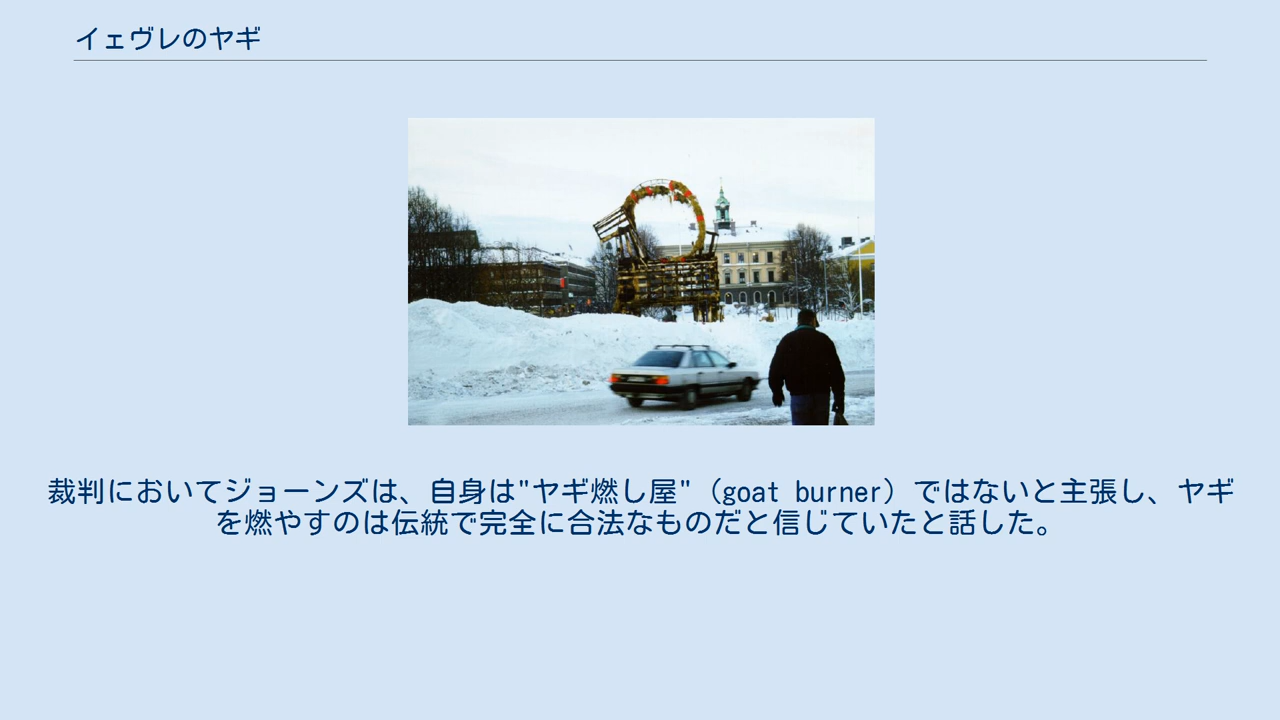 イェヴレのヤギ
裁判においてジョーンズは、自身は"ヤギ燃し屋"（goat burner）ではないと主張し、ヤギ
を燃やすのは伝統で完全に合法なものだと信じていたと話した。